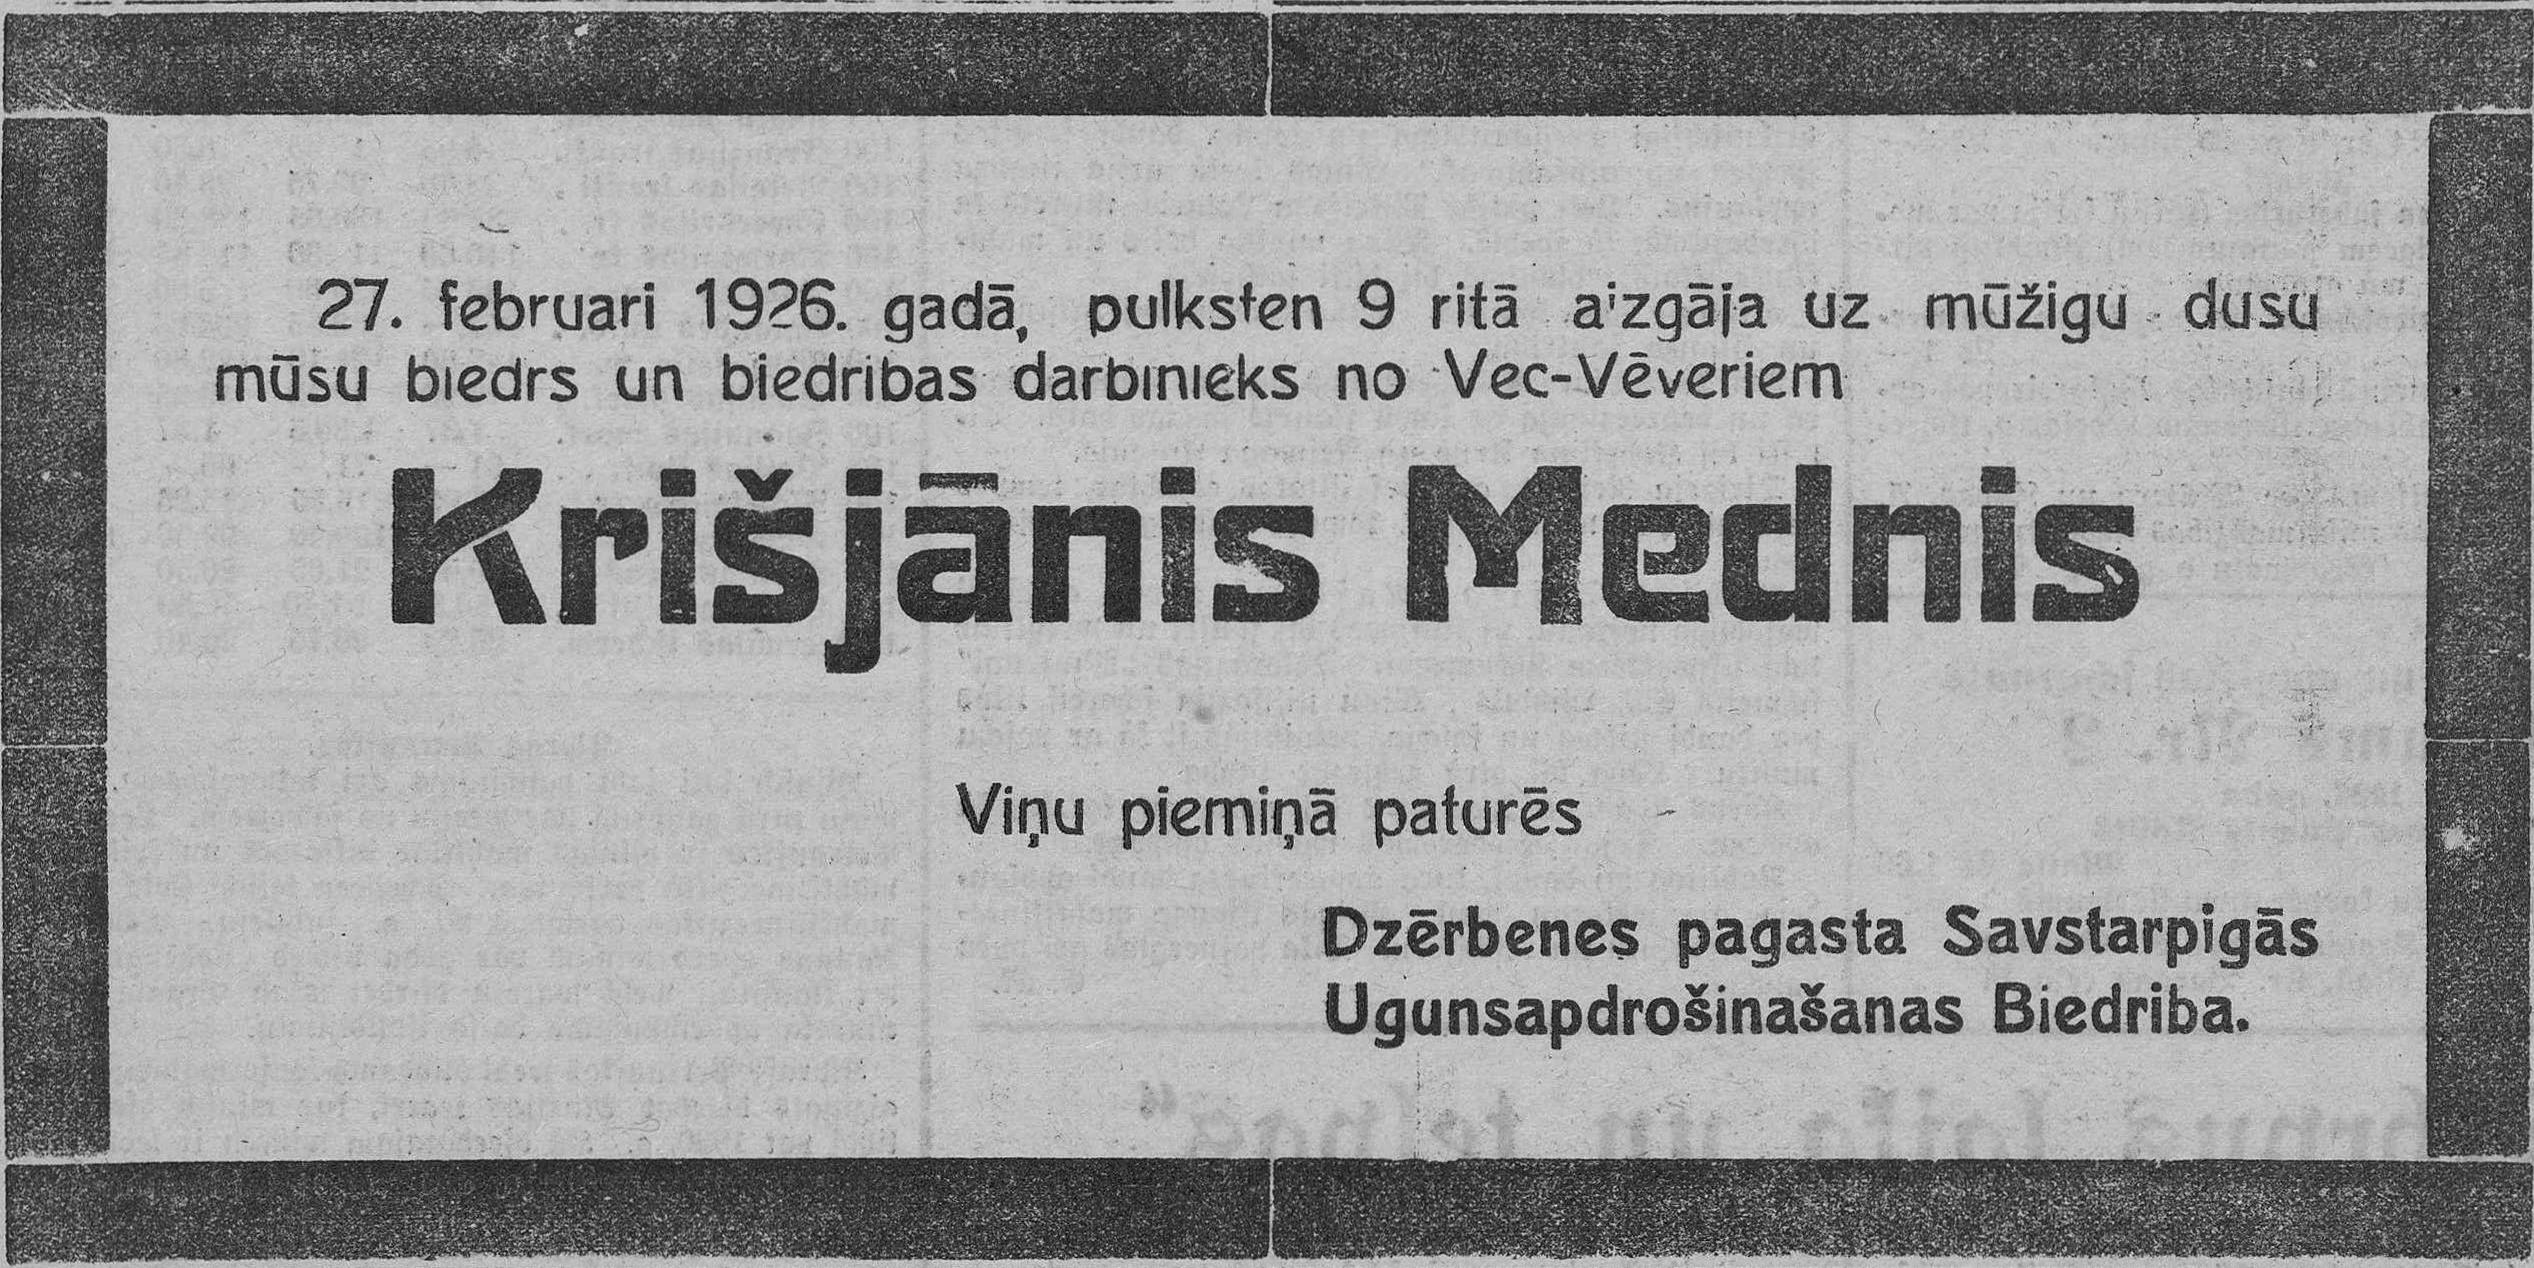 27. februari 1926. gadā, pulksten 9 ritā aizgāja uz mūžigu dusu
mūsu biedrs un biedribas darbinieks no Vec-Vēveriem
Krišjānis Mednis
Viņu piemiņā paturēs
Dzērbenes pagasta Savstarpigās
Ugunsapdrošinašanas Biedriba.